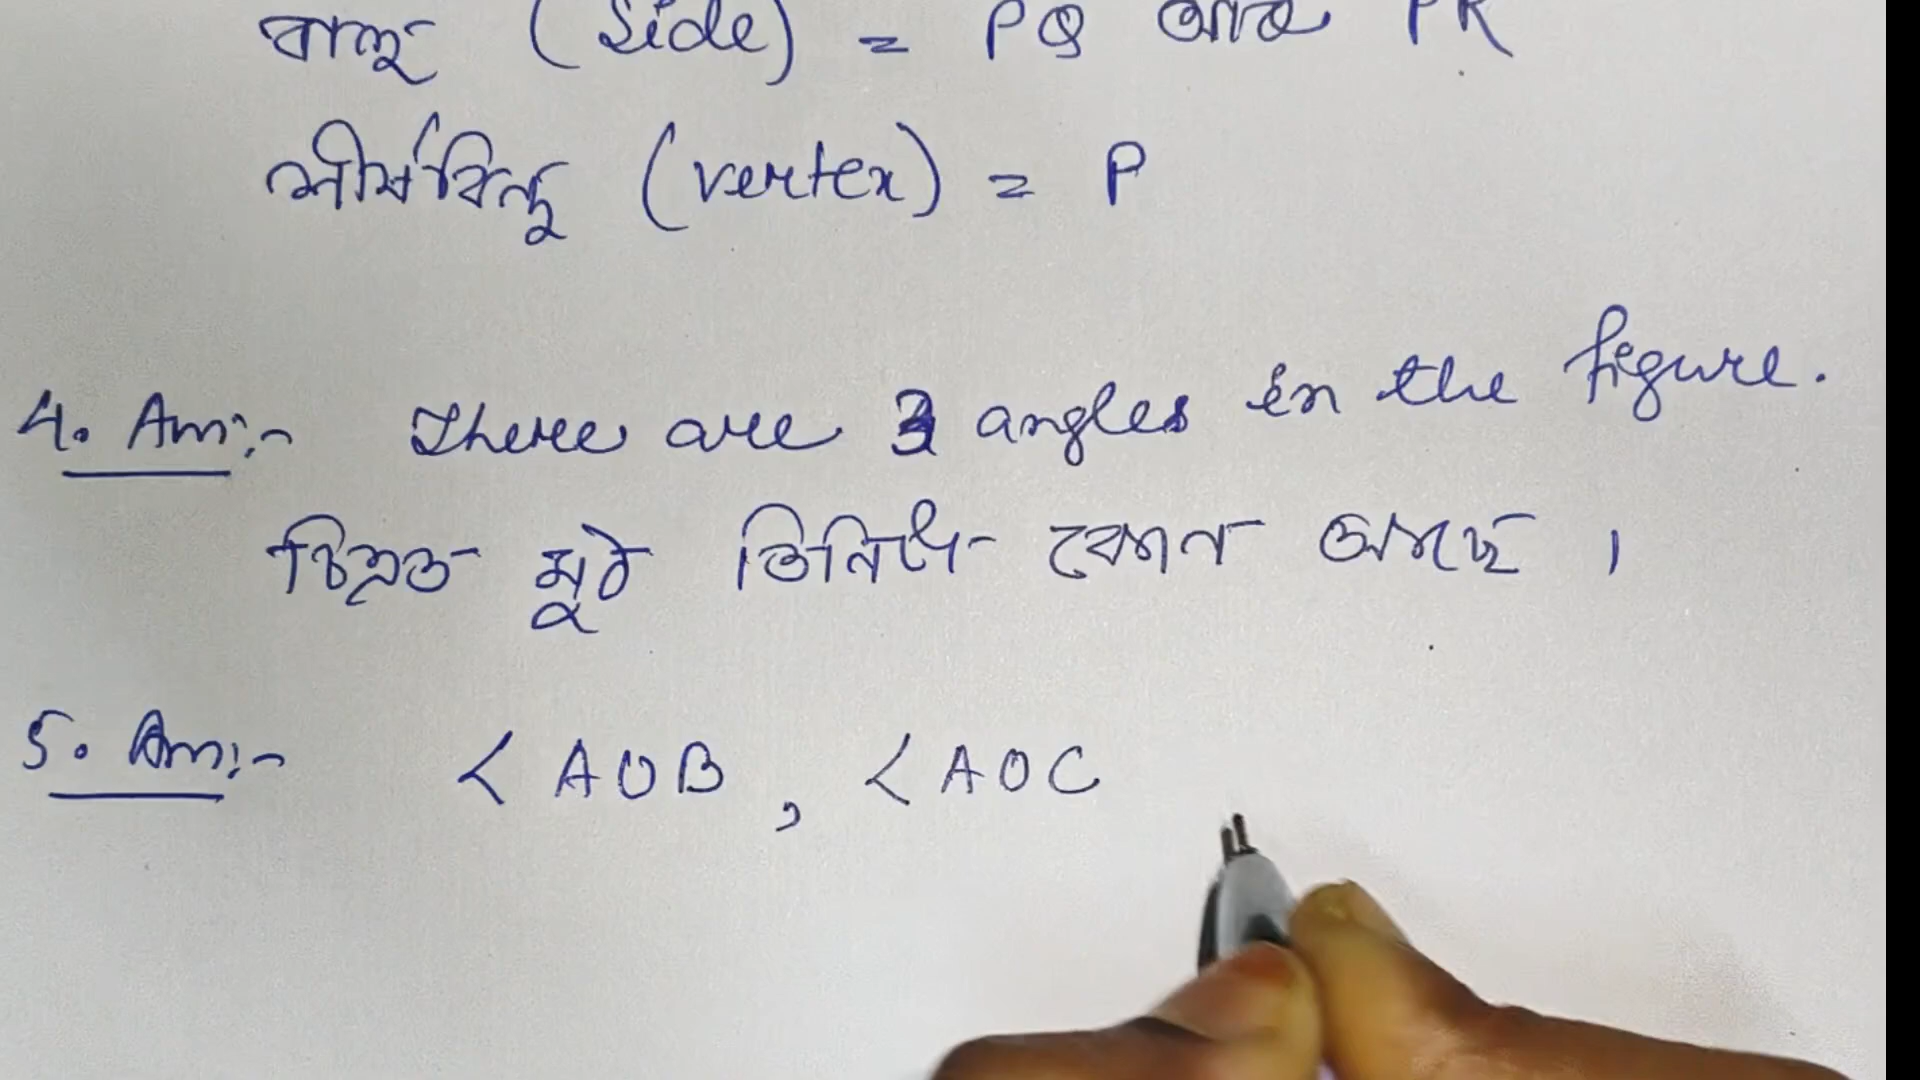 বাহু (side) = PQ আৰু PR
শীৰ্ষবিন্দু (vertex) = P
4. Ans:- There are 3 angles in the figure.
চিত্ৰত মুঠ তিনিটা কোণ আছে ।
5. Ans:- <AOB, <AOC